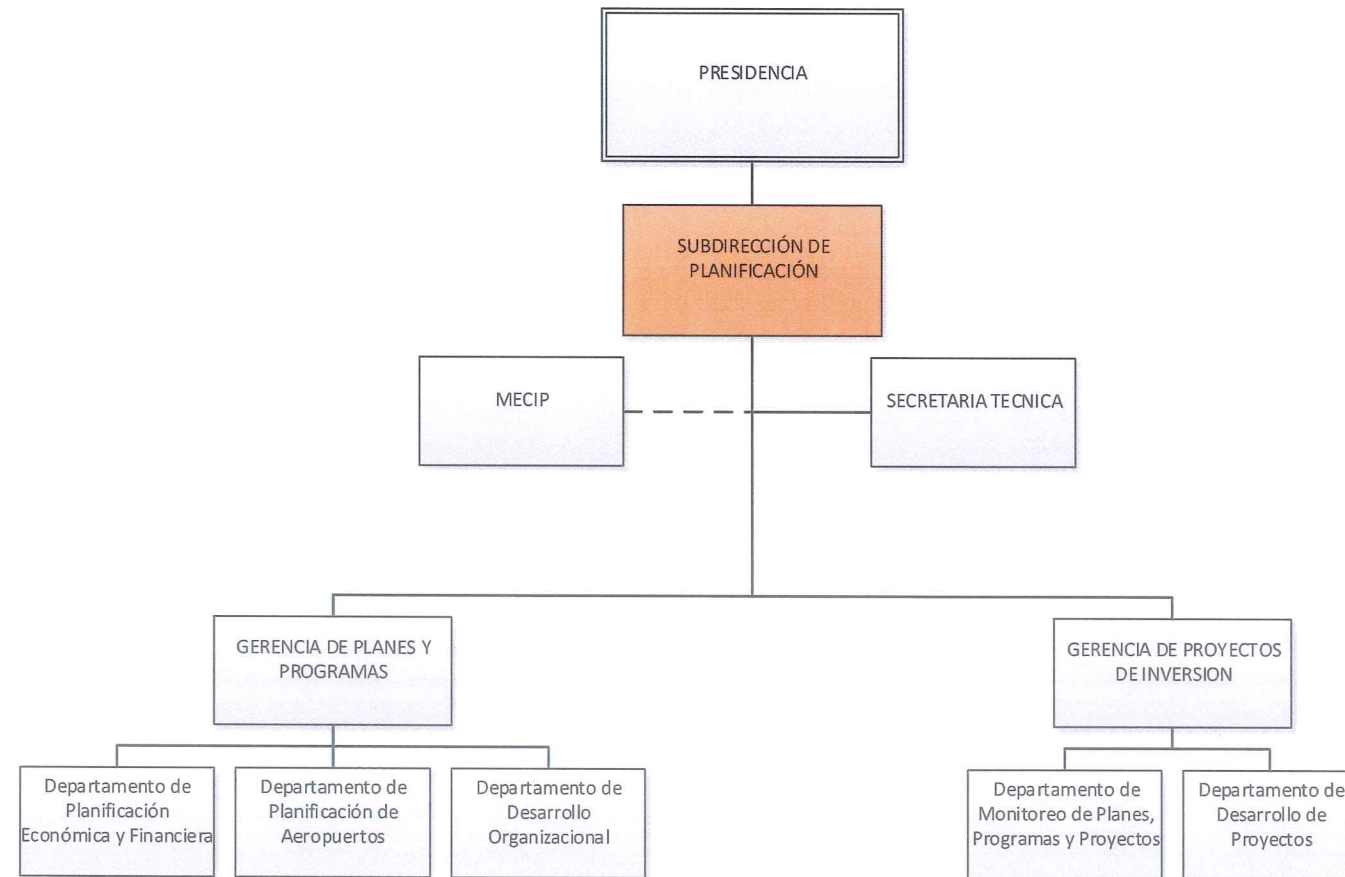 PRESIDENCIA
SUBDIRECCIÓN DE
PLANIFICACIÓN
MECIP
SECRETARIA TECNICA
GERENCIA DE PLANES Y
PROGRAMAS
GERENCIA DE PROYECTOS
DE INVERSION
Departamento de
Planificación
Económica y Financiera
Departamento de
Planificación de
Aeropuertos
Departamento de
Desarrollo
Organizacional
Departamento de
Monitoreo de Planes,
Programas y Proyectos
Departamento de
Desarrollo de
Proyectos